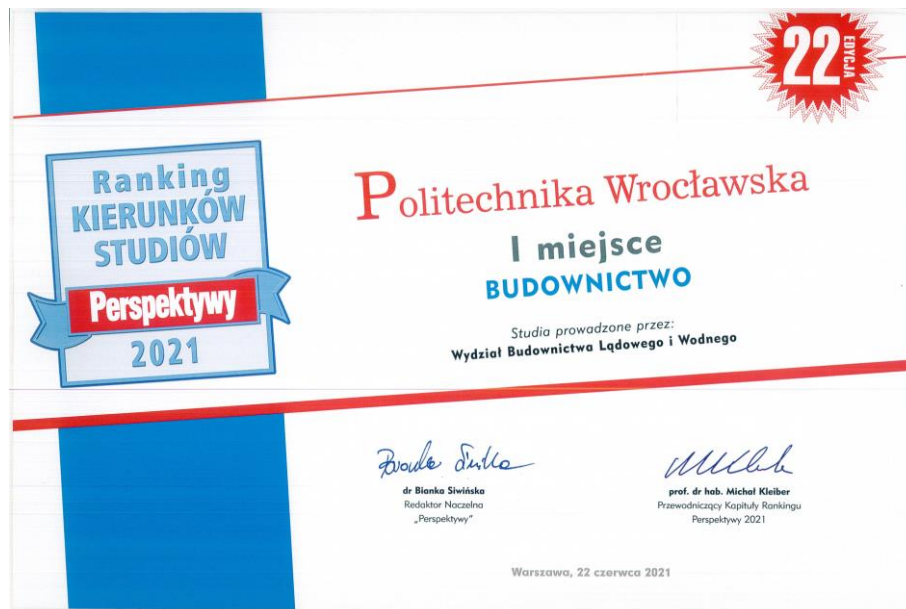 22
EDYCJA
Ranking
KIERUNKÓW
STUDIÓW
Perspektywy
2021
Politechnika Wrocławska
I miejsce
BUDOWNICTWO
Studia prowadzone przez:
Wydział Budownictwa Lądowego i Wodnego
dr Bianka Siwińska
Redaktor Naczelna
„Perspektywy”
prof. dr hab. Michał Kleiber
Przewodniczący Kapituły Rankingu
Perspektywy 2021
Warszawa, 22 czerwca 2021